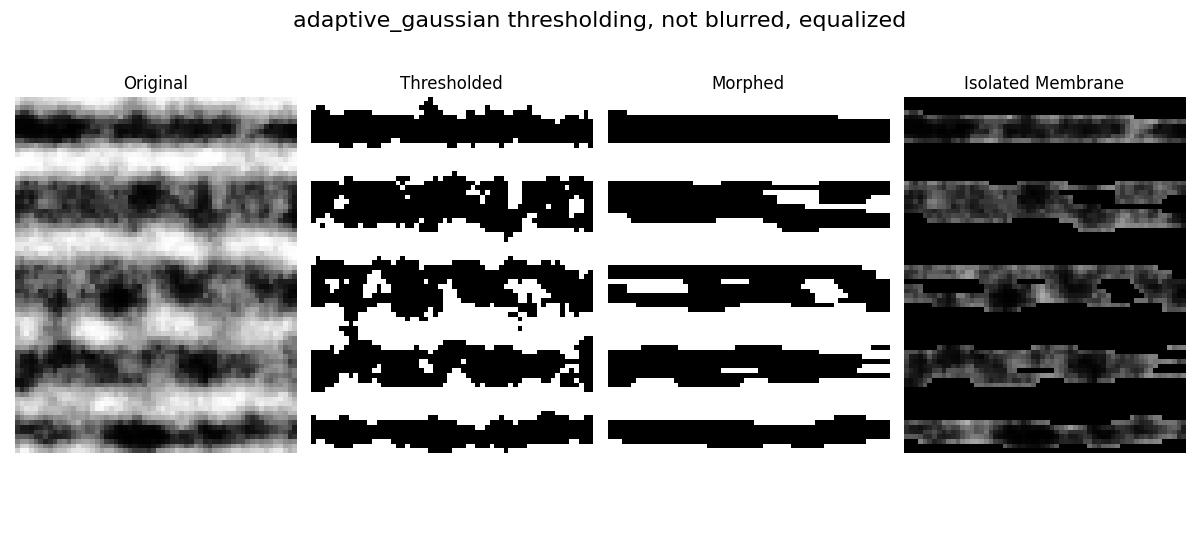 adaptive_gaussian thresholding, not blurred, equalized
Original
Thresholded
Morphed
Isolated Membrane